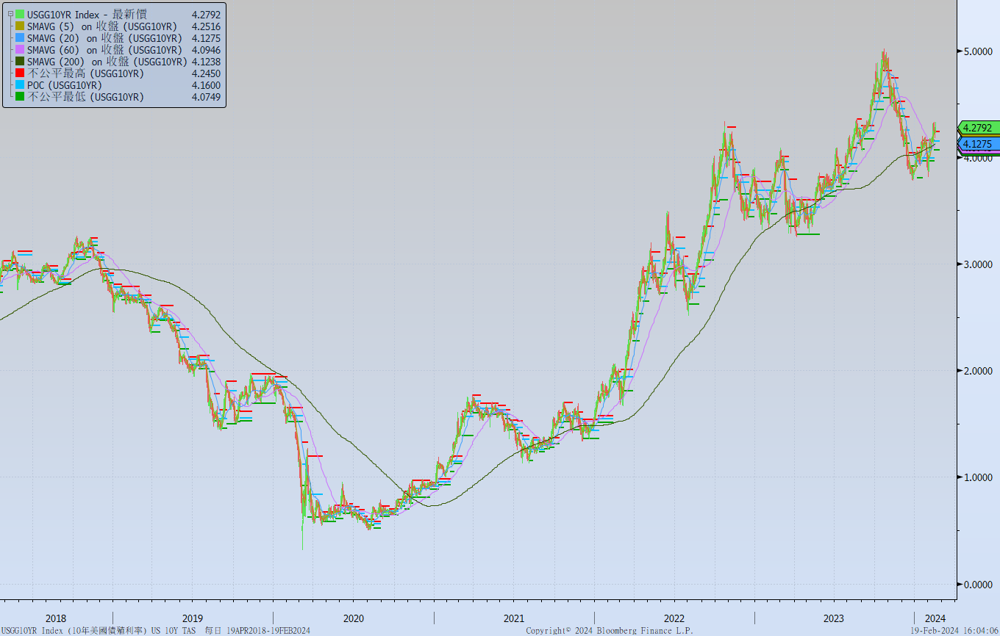 USGG10YR Index - 最新價 4.2792
SMAVG (5) on 收盤 (USGG10YR) 4.2516
SMAVG (20) on 收盤 (USGG10YR) 4.1275
SMAVG (60) on 收盤 (USGG10YR) 4.0946
SMAVG (200) on 收盤 (USGG10YR) 4.1238
不公平最高 (USGG10YR) 4.2450
POC (USGG10YR) 4.1600
不公平最低 (USGG10YR) 4.0749
5.0000
4.2792
4.1275
4.0000
3.0000
2.0000
1.0000
0.0000
2018 2019 2020 2021 2022 2023 2024
USGG10YR Index (10年美國債殖利率) US 10Y TAS 每日 19APR2018-19FEB2024 Copyright© 2024 Bloomberg Finance L.P. 19-Feb-2024 16:04:06